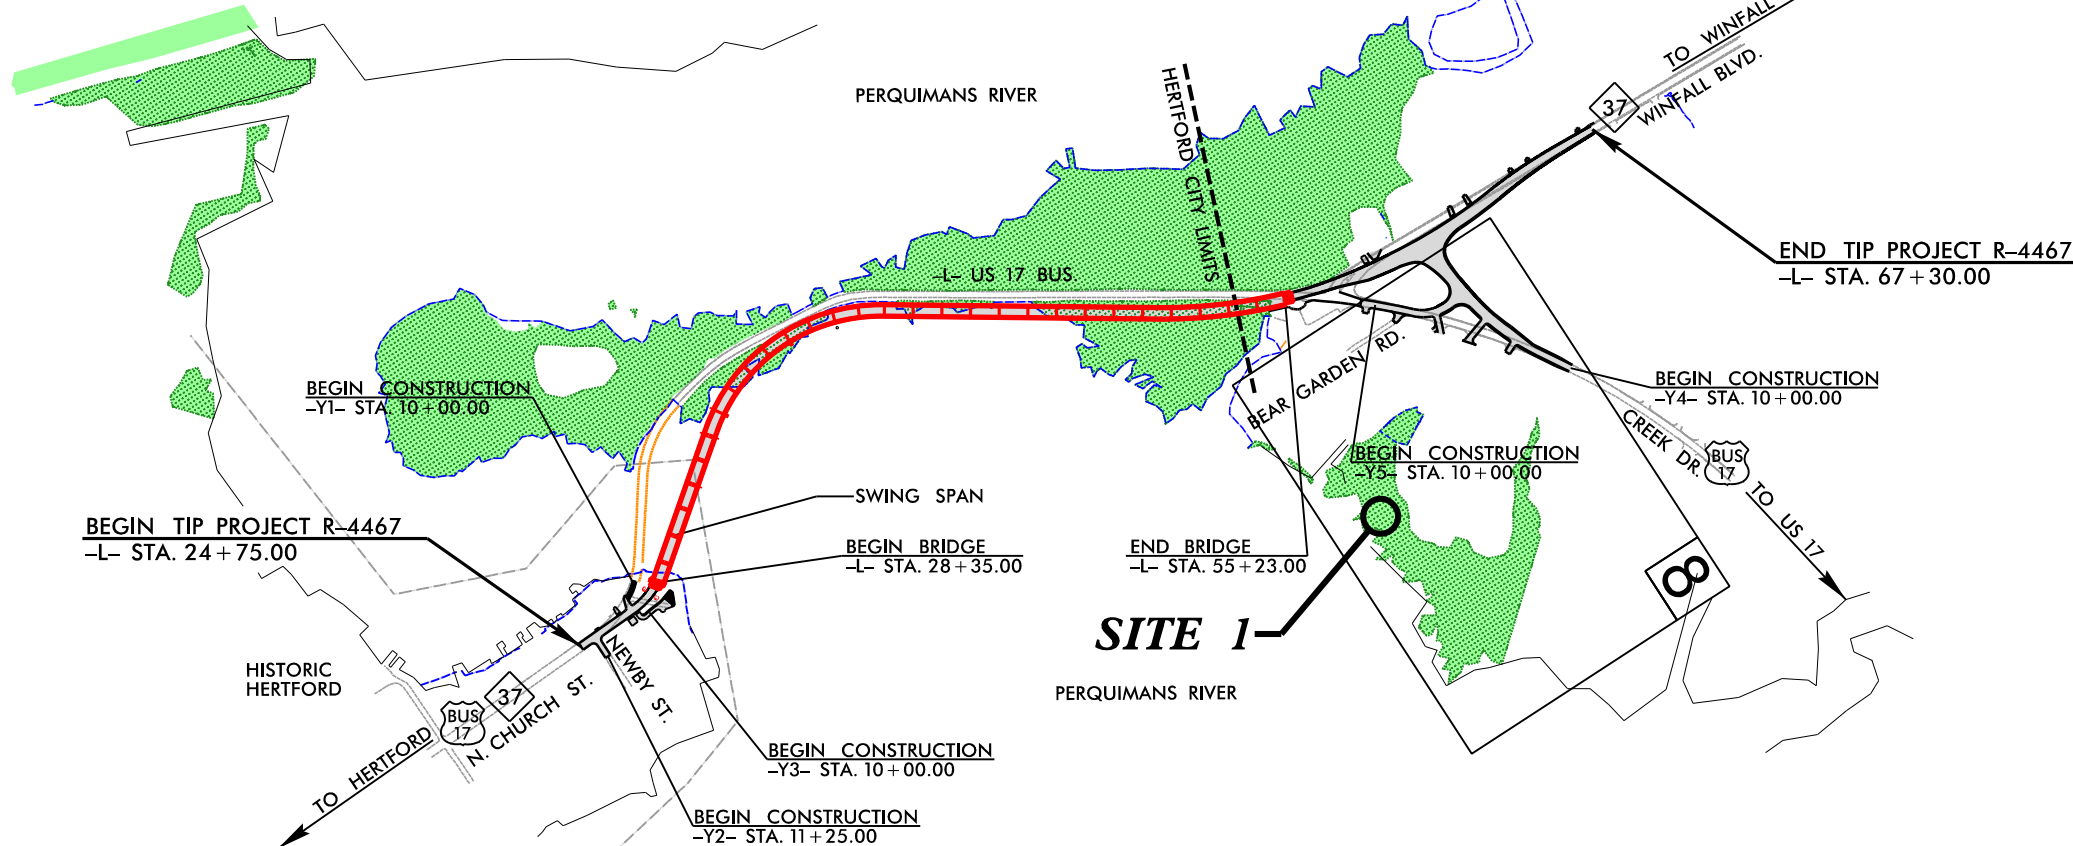 TO WINFALL
WINFALL BLVD.
37
PERQUIMANS RIVER
HERTFORD CITY LIMITS
END TIP PROJECT R-4467
-L- STA. 67+30.00
-L- US 17 BUS
BEGIN CONSTRUCTION
-Y1- STA. 10+00.00
BEAR GARDEN RD.
BEGIN CONSTRUCTION
-Y4- STA. 10+00.00
CREEK DR.
BUS
17
TO US 17
BEGIN CONSTRUCTION
-Y5- STA. 10+00.00
SWING SPAN
BEGIN TIP PROJECT R-4467
-L- STA. 24+75.00
BEGIN BRIDGE
-L- STA. 28+35.00
END BRIDGE
-L- STA. 55+23.00
8
SITE 1
PERQUIMANS RIVER
HISTORIC
HERTFORD
37
BUS
17
N. CHURCH ST.
NEWBY ST.
TO HERTFORD
BEGIN CONSTRUCTION
-Y3- STA. 10+00.00
BEGIN CONSTRUCTION
-Y2- STA. 11+25.00